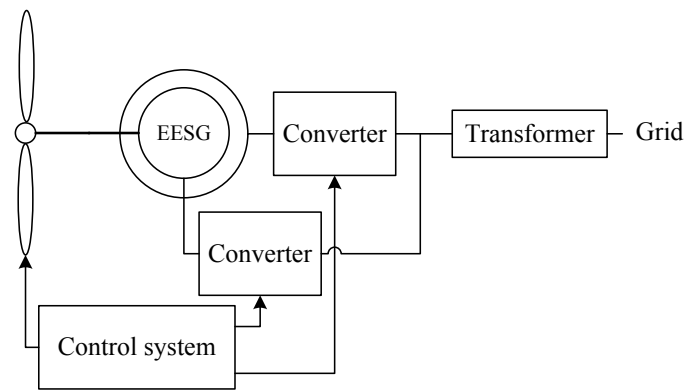 EESG
Converter
Transformer
Grid
Converter
Control system